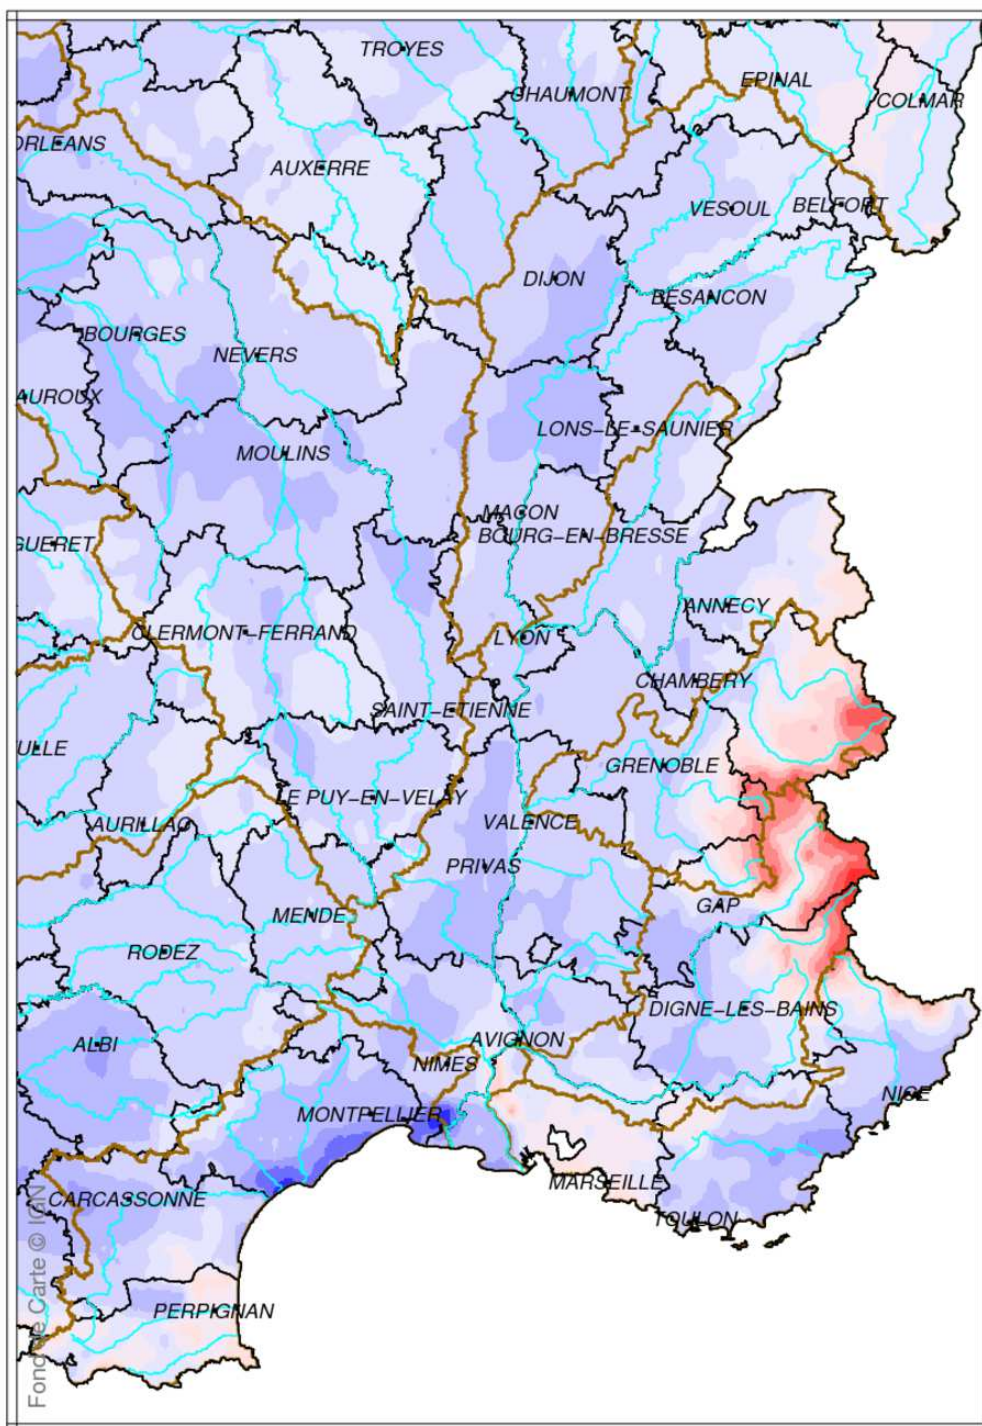 TROYES
EPINAL
CHAUMONT
COLMAR
ORLEANS
AUXERRE
BELFORT
VESOUL
DIJON
BESANCON
BOURGES
NEVERS
AUROUX
LONS-LE-SAUNIER
MOULINS
MACON
BOURG-EN-BRESSE
GUERET
ANNECY
CLERMONT-FERRAND
LYON
CHAMBERY
SAINT-ETIENNE
ULLE
GRENOBLE
LE PUY-EN-VELAY
AURILLAC
VALENCE
PRIVAS
GAP
MENDE
RODEZ
DIGNE-LES-BAINS
ALBI
AVIGNON
NIMES
NICE
MONTPELLIER
MARSEILLE
CARCASSONNE
TOULON
PERPIGNAN
Fond de Carte © IGN